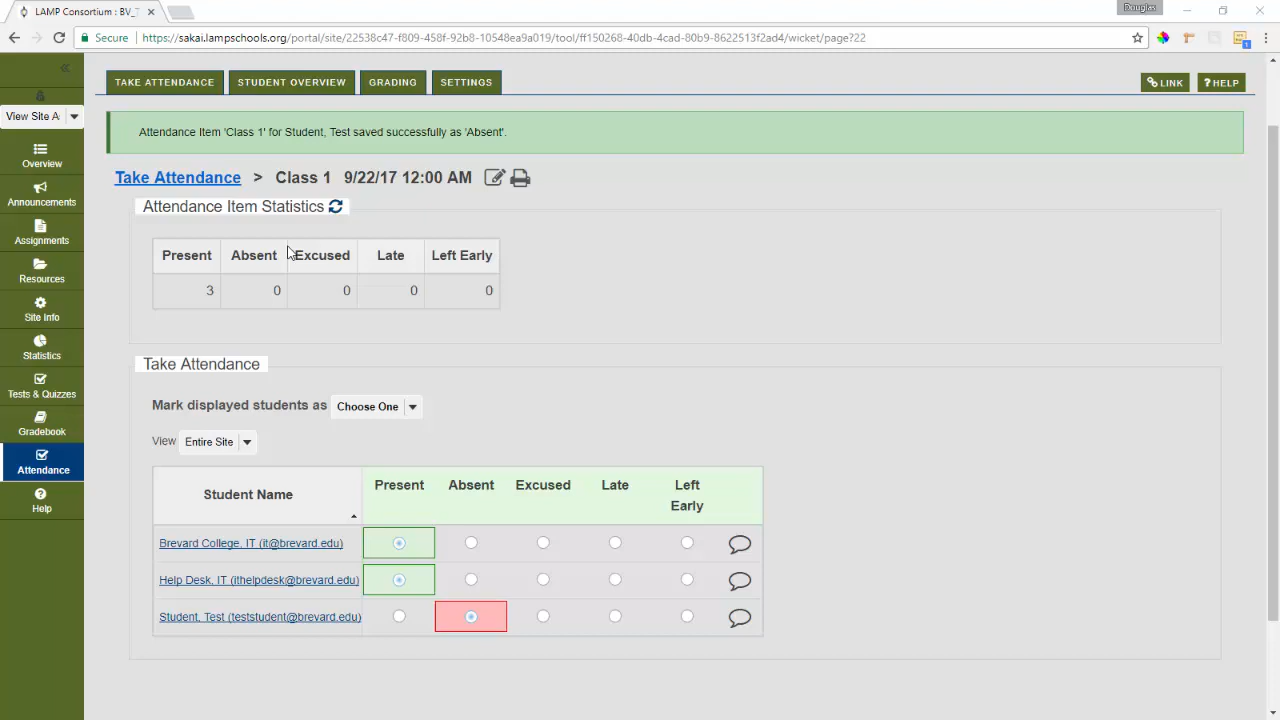 LAMP Consortium : BV_T
Douglas
Secure
https://sakai.lampschools.org/portal/site/22538c47-f809-458f-92b8-10548ea9a019/tool/ff150268-40db-4cad-80b9-8622513f2ad4/wicket/page?22
View Site A
Overview
Announcements
Assignments
Resources
Site Info
Statistics
Tests & Quizzes
Gradebook
Attendance
Help
TAKE ATTENDANCE
STUDENT OVERVIEW
GRADING
SETTINGS
LINK
? HELP
Attendance Item 'Class 1' for Student, Test saved successfully as 'Absent'.
Take Attendance > Class 1 9/22/17 12:00 AM
Attendance Item Statistics
Present Absent Excused Late Left Early
3 0 0 0 0
Take Attendance
Mark displayed students as Choose One
View Entire Site
Student Name Present Absent Excused Late Left
Early
Brevard College, IT (it@brevard.edu)
Help Desk, IT (ithelpdesk@brevard.edu)
Student, Test (teststudent@brevard.edu)